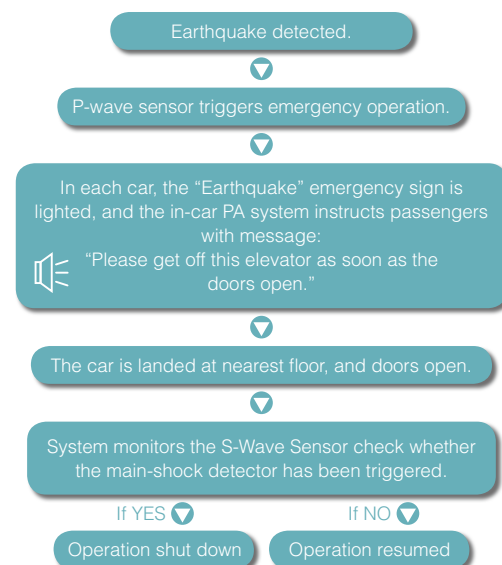 Earthquake detected.
P-wave sensor triggers emergency operation.
In each car, the “Earthquake” emergency sign is
lighted, and the in-car PA system instructs passengers
with message:
“Please get off this elevator as soon as the
doors open.”
The car is landed at nearest floor, and doors open.
System monitors the S-Wave Sensor check whether
the main-shock detector has been triggered.
If YES
If NO
Operation shut down
Operation resumed